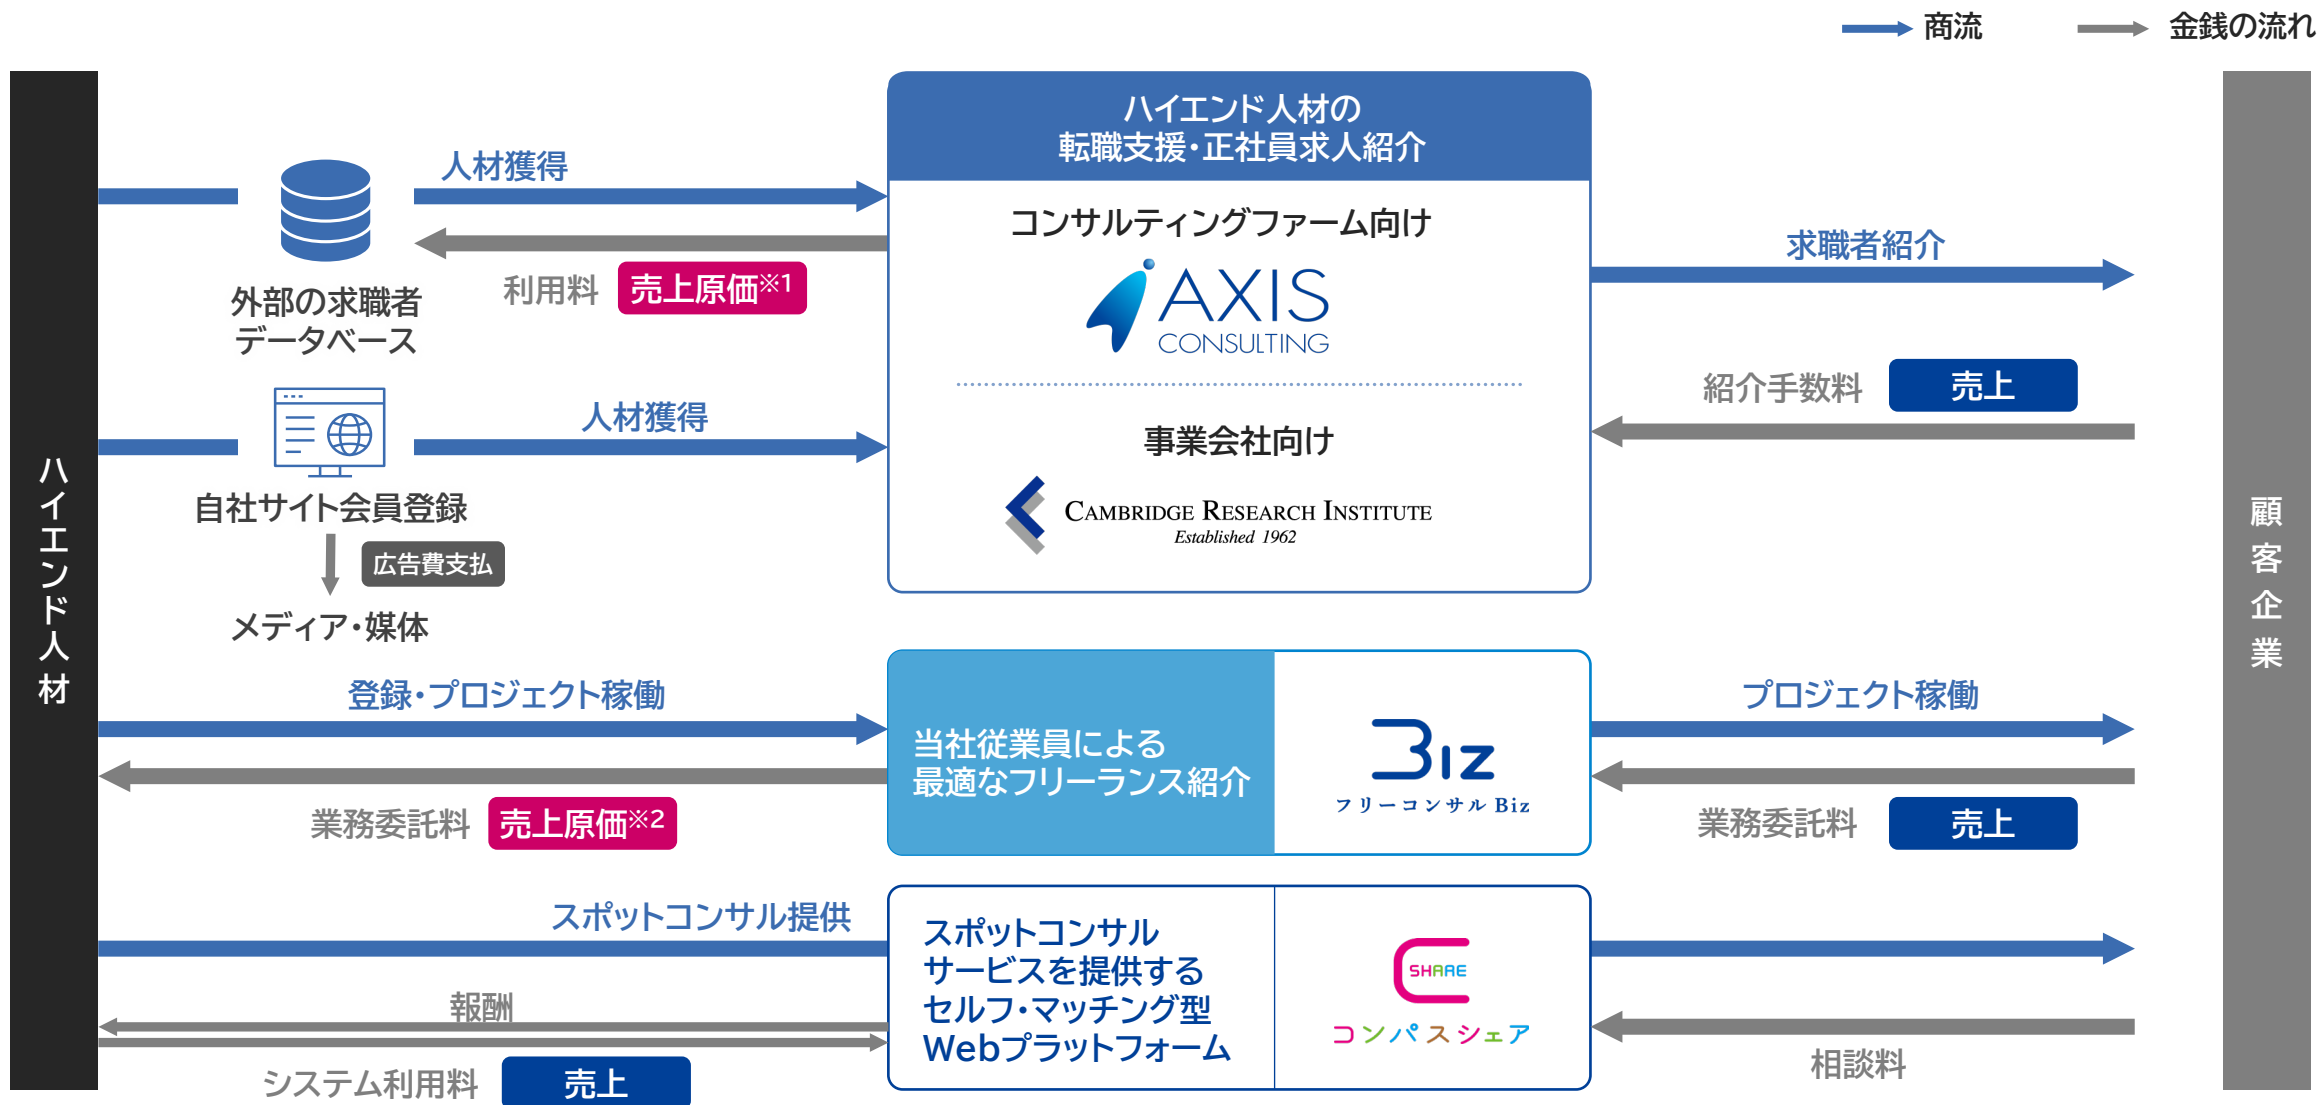 商流
金銭の流れ
ハイエンド人材
ハイエンド人材の
転職支援・正社員求人紹介
人材獲得
利用料
売上原価※1
外部の求職者
データベース
人材獲得
自社サイト会員登録
広告費支払
メディア・媒体
コンサルティングファーム向け
AXIS
CONSULTING
事業会社向け
CAMBRIDGE RESEARCH INSTITUTE
Established 1962
求職者紹介
紹介手数料
売上
顧客企業
登録・プロジェクト稼働
業務委託料
売上原価※2
当社従業員による
最適なフリーランス紹介
Biz
フリーコンサル Biz
プロジェクト稼働
業務委託料
売上
スポットコンサル提供
報酬
システム利用料
売上
スポットコンサル
サービスを提供する
セルフ・マッチング型
Webプラットフォーム
SHARE
コンパスシェア
相談料